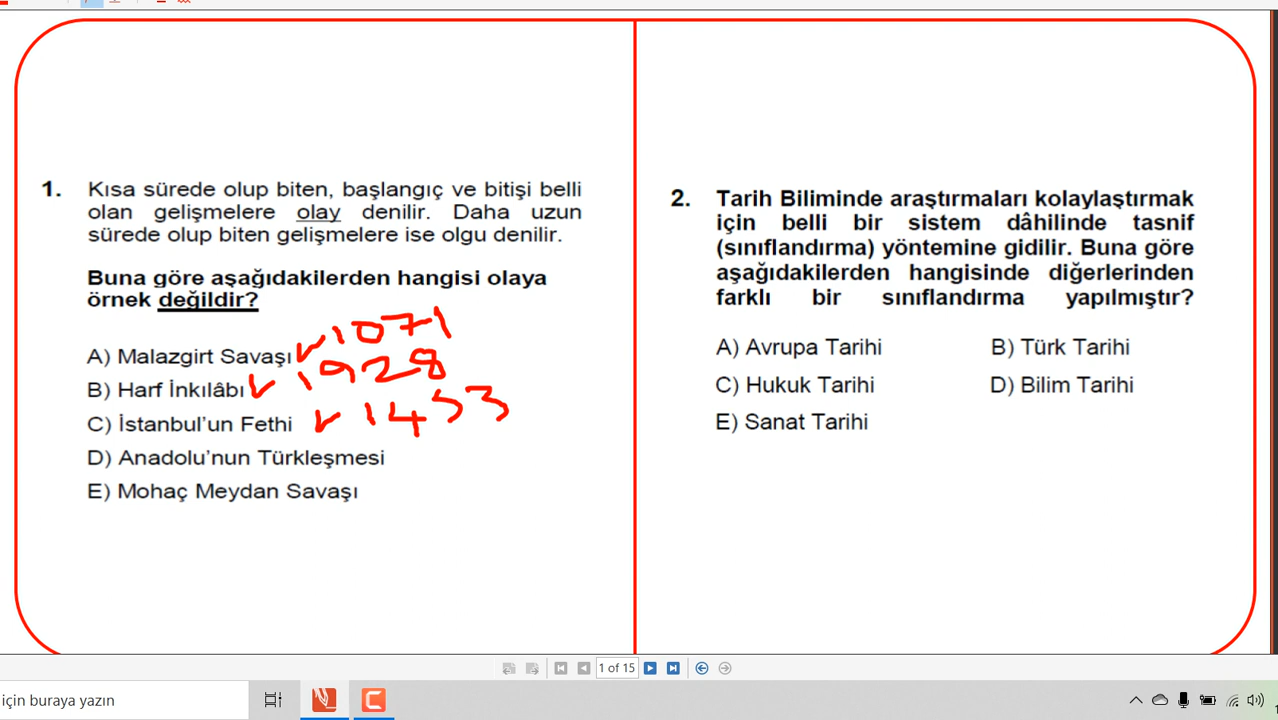 1. Kısa sürede olup biten, başlangıç ve bitişi belli
olan gelişmelere olay denilir. Daha uzun
sürede olup biten gelişmelere ise olgu denilir.
Buna göre aşağıdakilerden hangisi olaya
örnek değildir?
A) Malazgirt Savaşı 1071
B) Harf İnkılâbı 1928
C) İstanbul'un Fethi 1453
D) Anadolu'nun Türkleşmesi
E) Mohaç Meydan Savaşı
2. Tarih Biliminde araştırmaları kolaylaştırmak
için belli bir sistem dâhilinde tasnif
(sınıflandırma) yöntemine gidilir. Buna göre
aşağıdakilerden hangisinde diğerlerinden
farklı bir sınıflandırma yapılmıştır?
A) Avrupa Tarihi B) Türk Tarihi
C) Hukuk Tarihi D) Bilim Tarihi
E) Sanat Tarihi
1 of 15
için buraya yazın